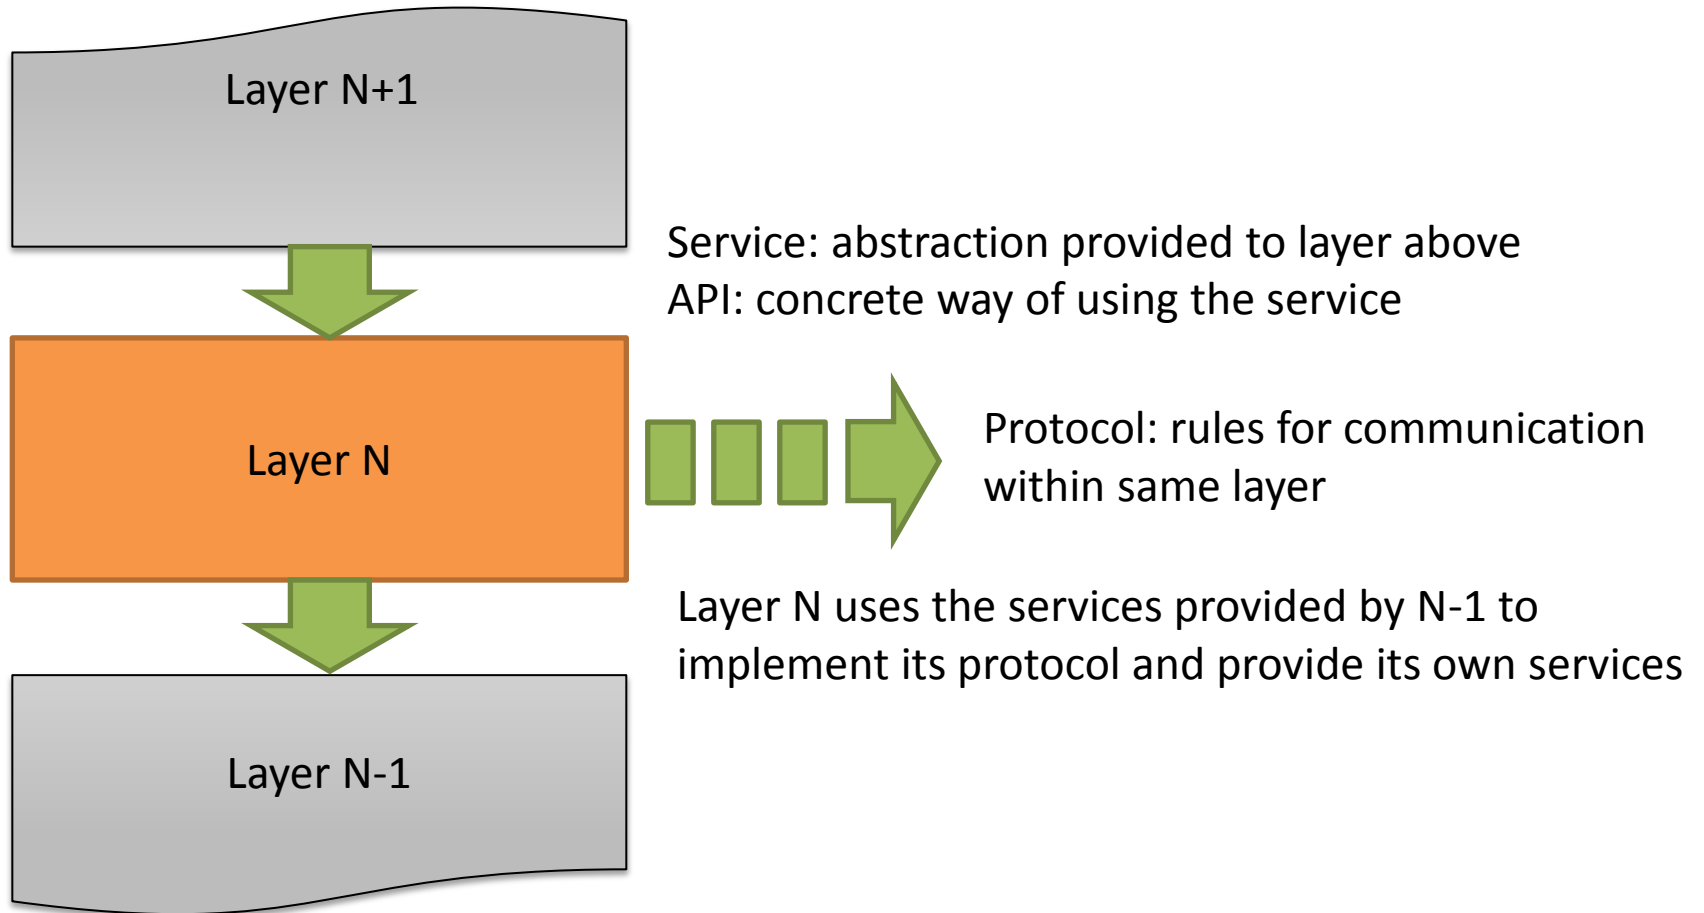 Layer N+1
Service: abstraction provided to layer above
API: concrete way of using the service
Layer N
Protocol: rules for communication
within same layer
Layer N uses the services provided by N-1 to
implement its protocol and provide its own services
Layer N-1